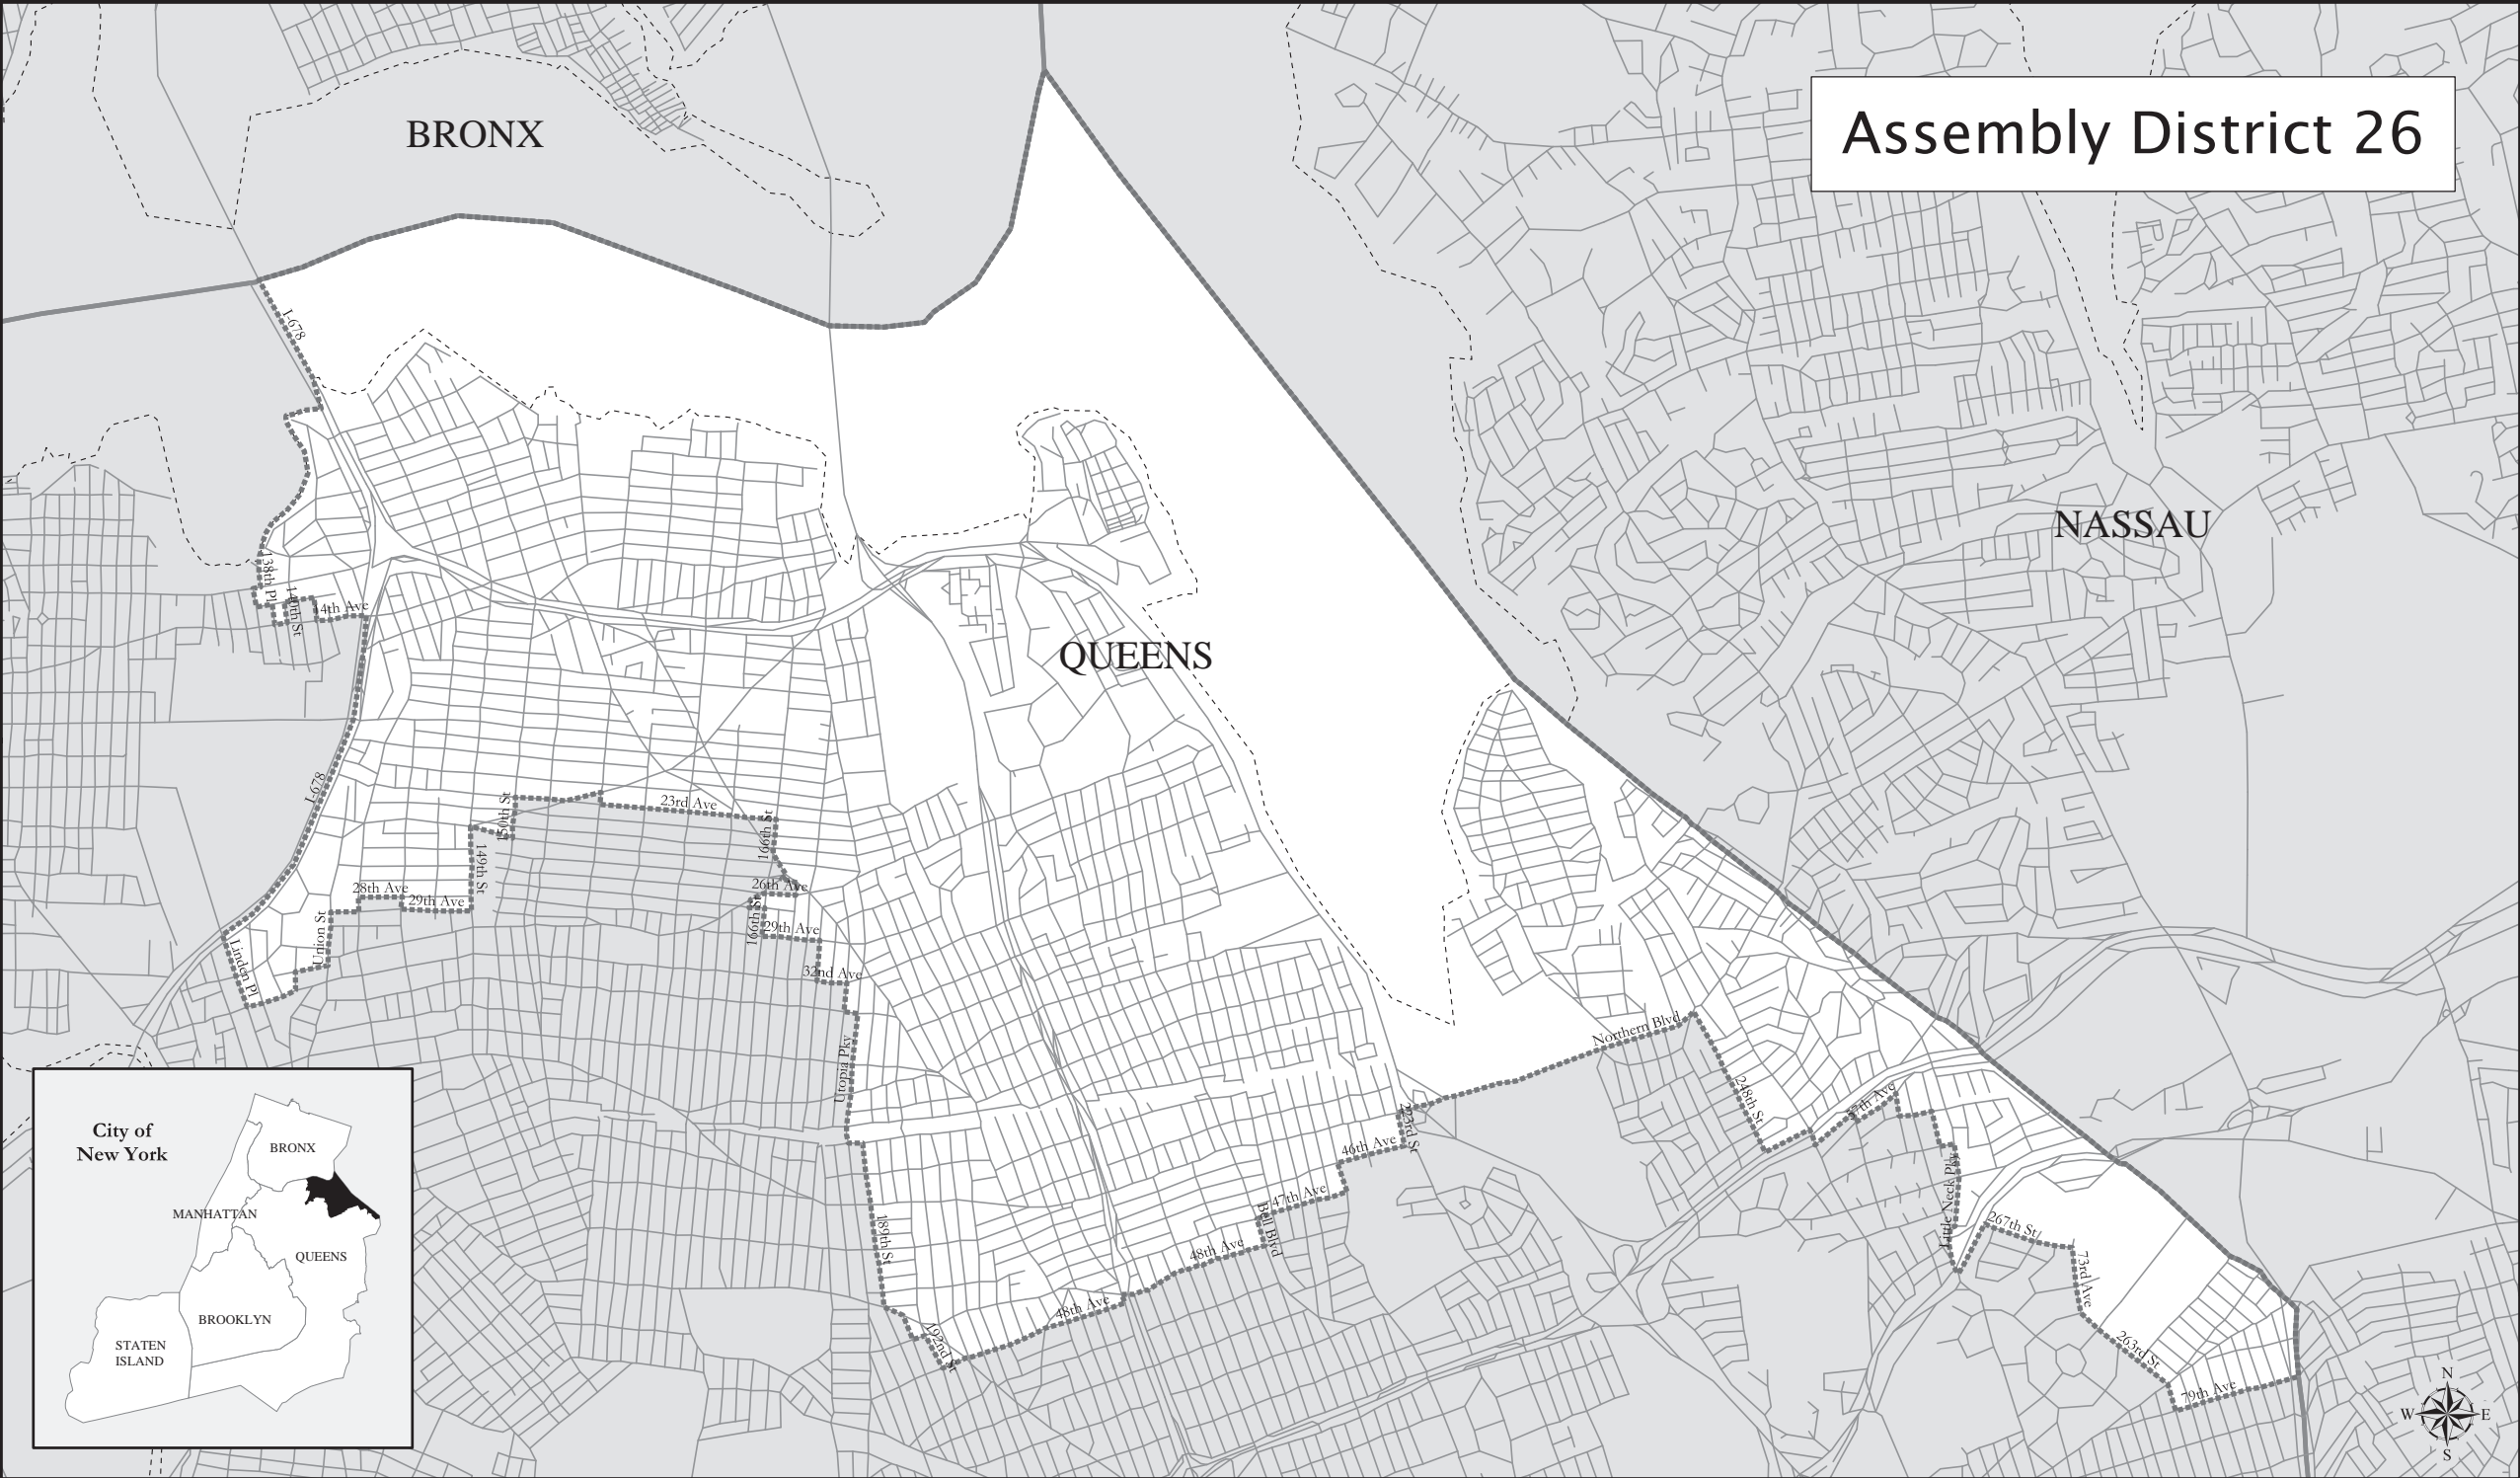 BRONX
Assembly District 26
NASSAU
QUEENS
I-678
138th Pl
140th St
14th Ave
I-678
150th St
23rd Ave
166th St
149th St
26th Ave
28th Ave
29th Ave
166th St
29th Ave
Union St
Linden Pl
32nd Ave
Utopia Pky
Northern Blvd
248th St
57th Ave
223rd St
46th Ave
47th Ave
Bell Blvd
48th Ave
48th Ave
189th St
192nd St
Little Neck Pky
267th St
73rd Ave
263rd St
79th Ave
City of
New York
BRONX
MANHATTAN
QUEENS
BROOKLYN
STATEN
ISLAND
N
W E
S